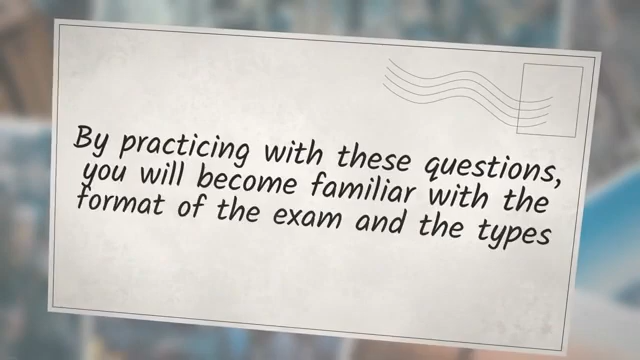 By practicing with these questions,
you will become familiar with the
format of the exam and the types